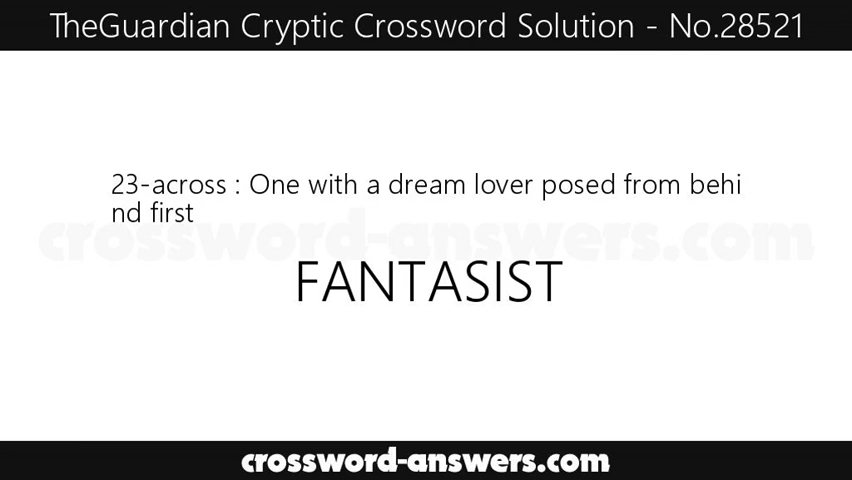 TheGuardian Cryptic Crossword Solution - No.28521
23-across : One with a dream lover posed from behi
nd first
crossword-answers.com
FANTASIST
crossword-answers.com